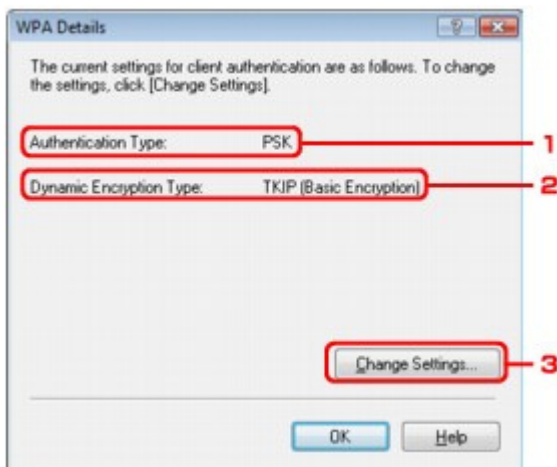 WPA Details
The current settings for client authentication are as follows. To change
the settings, click [Change Settings].
Authentication Type: PSK
1
Dynamic Encryption Type: TKIP (Basic Encryption)
2
Change Settings...
3
OK
Help